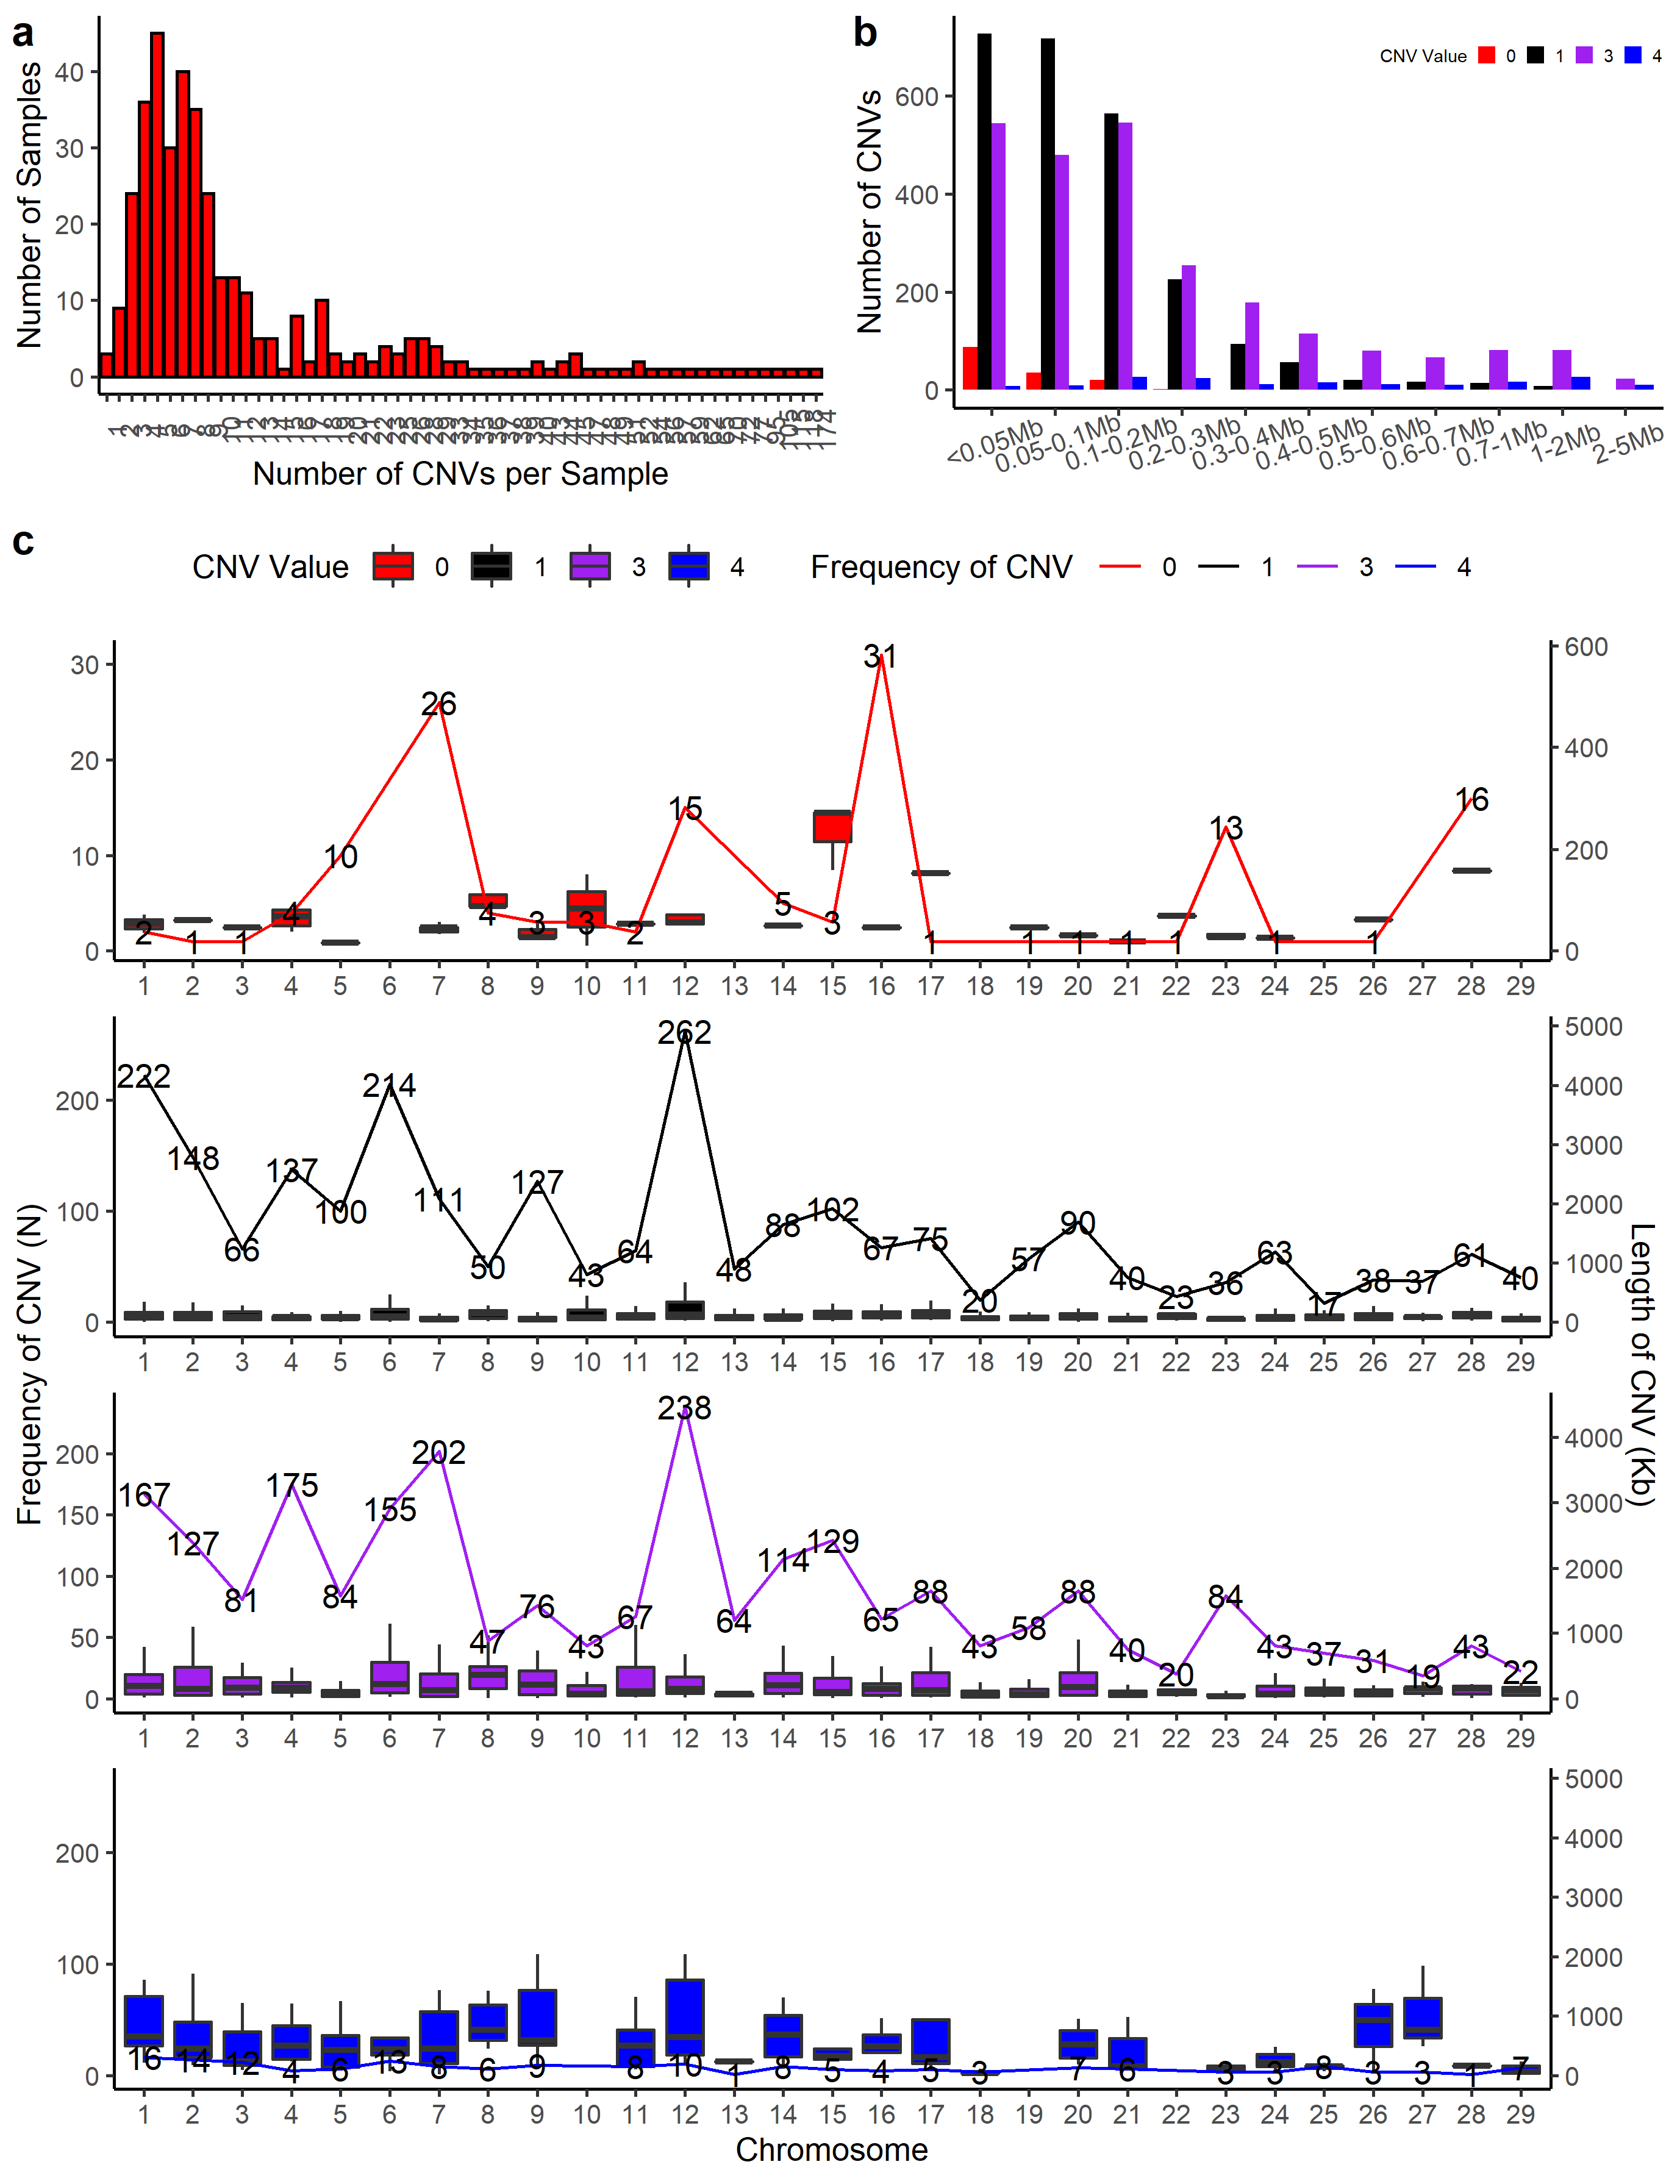 a
Number of Samples
40
30
20
10
0
Number of CNVs per Sample
b
CNV Value 0 1 3 4
Number of CNVs
600
400
200
0
<0.05Mb 0.05-0.1Mb 0.1-0.2Mb 0.2-0.3Mb 0.3-0.4Mb 0.4-0.5Mb 0.5-0.6Mb 0.6-0.7Mb 0.7-1Mb 1-2Mb 2-5Mb
c
CNV Value 0 1 3 4 Frequency of CNV 0 1 3 4
Frequency of CNV (N)
Length of CNV (Kb)
30
20
10
0
600
400
200
0
2 1 1 4 10 26 4 3 3 2 15 5 3 31 1 1 1 1 1 13 1 1 16
1 2 3 4 5 6 7 8 9 10 11 12 13 14 15 16 17 18 19 20 21 22 23 24 25 26 27 28 29
200
100
0
5000
4000
3000
2000
1000
0
222 148 66 137 100 214 111 50 127 43 64 262 48 88 102 67 75 20 57 90 40 23 36 63 17 38 37 61 40
1 2 3 4 5 6 7 8 9 10 11 12 13 14 15 16 17 18 19 20 21 22 23 24 25 26 27 28 29
200
150
100
50
0
4000
3000
2000
1000
0
167 127 81 175 84 155 202 47 76 43 67 238 64 114 129 65 88 43 58 88 40 20 84 43 37 31 19 43 22
1 2 3 4 5 6 7 8 9 10 11 12 13 14 15 16 17 18 19 20 21 22 23 24 25 26 27 28 29
200
100
0
5000
4000
3000
2000
1000
0
16 14 12 4 6 13 8 6 9 8 10 1 8 5 4 5 3 7 6 3 3 8 3 3 1 7
1 2 3 4 5 6 7 8 9 10 11 12 13 14 15 16 17 18 19 20 21 22 23 24 25 26 27 28 29
Chromosome